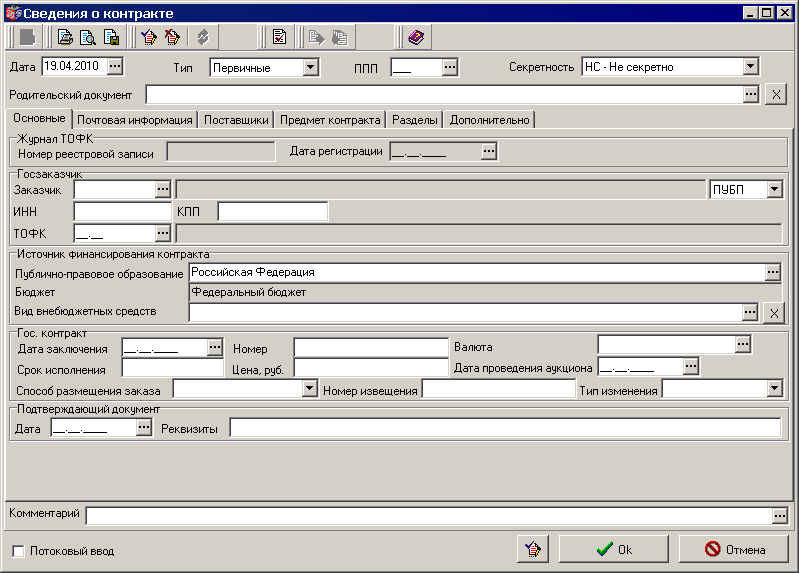 Сведения о контракте
Дата 19.04.2010 ... Тип Первичные ППП ___ ... Секретность НС - Не секретно
Родительский документ ... X
Основные Почтовая информация Поставщики Предмет контракта Разделы Дополнительно
Журнал ТОФК
Номер реестровой записи Дата регистрации __.__.____ ...
Госзаказчик
Заказчик ... ПУБП
ИНН КПП
ТОФК __.__ ...
Источник финансирования контракта
Публично-правовое образование Российская Федерация ...
Бюджет Федеральный бюджет
Вид внебюджетных средств ... X
Гос. контракт
Дата заключения __.__.____ ... Номер Валюта ...
Срок исполнения Цена, руб. Дата проведения аукциона __.__.____ ...
Способ размещения заказа Номер извещения Тип изменения
Подтверждающий документ
Дата __.__.____ ... Реквизиты
Комментарий ...
Потоковый ввод Ok Отмена